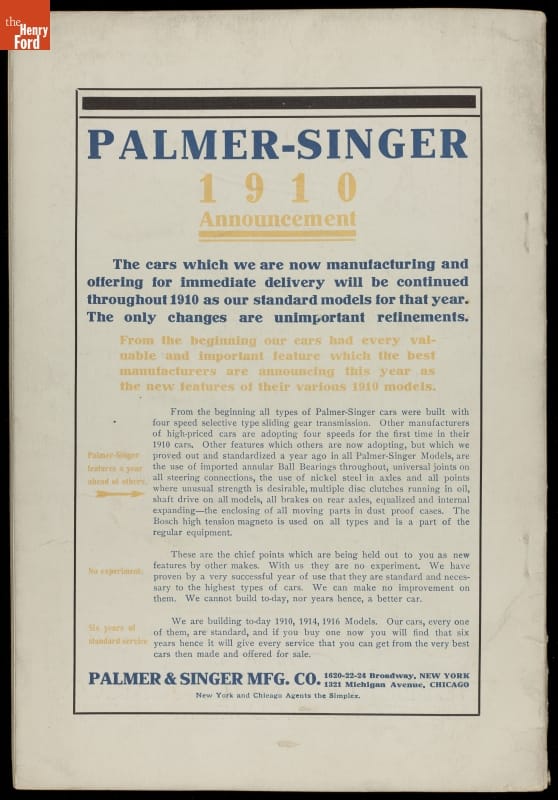 the
Henry
Ford
PALMER-SINGER
1910
Announcement
The cars which we are now manufacturing and
offering for immediate delivery will be continued
throughout 1910 as our standard models for that year.
The only changes are unimportant refinements.
From the beginning our cars had every val-
uable and important feature which the best
manufacturers are announcing this year as
the new features of their various 1910 models.
From the beginning all types of Palmer-Singer cars were built with
four speed selective type sliding gear transmission. Other manufacturers
of high-priced cars are adopting four speeds for the first time in their
1910 cars. Other features which others are now adopting, but which we
proved out and standardized a year ago in all Palmer-Singer Models, are
the use of imported annular Ball Bearings throughout, universal joints on
all steering connections, the use of nickel steel in axles and all points
where unusual strength is desirable, multiple disc clutches running in oil,
shaft drive on all models, all brakes on rear axles, equalized and internal
expanding—the enclosing of all moving parts in dust proof cases. The
Bosch high tension magneto is used on all types and is a part of the
regular equipment.
Palmer-Singer
features a year
ahead of others.
These are the chief points which are being held out to you as new
features by other makes. With us they are no experiment. We have
proven by a very successful year of use that they are standard and neces-
sary to the highest types of cars. We can make no improvement on
them. We cannot build to-day, nor years hence, a better car.
No experiment.
We are building to-day 1910, 1914, 1916 Models. Our cars, every one
of them, are standard, and if you buy one now you will find that six
years hence it will give every service that you can get from the very best
cars then made and offered for sale.
Six years of
standard service
PALMER & SINGER MFG. CO. 1620-22-24 Broadway, NEW YORK
1321 Michigan Avenue, CHICAGO
New York and Chicago Agents the Simplex.